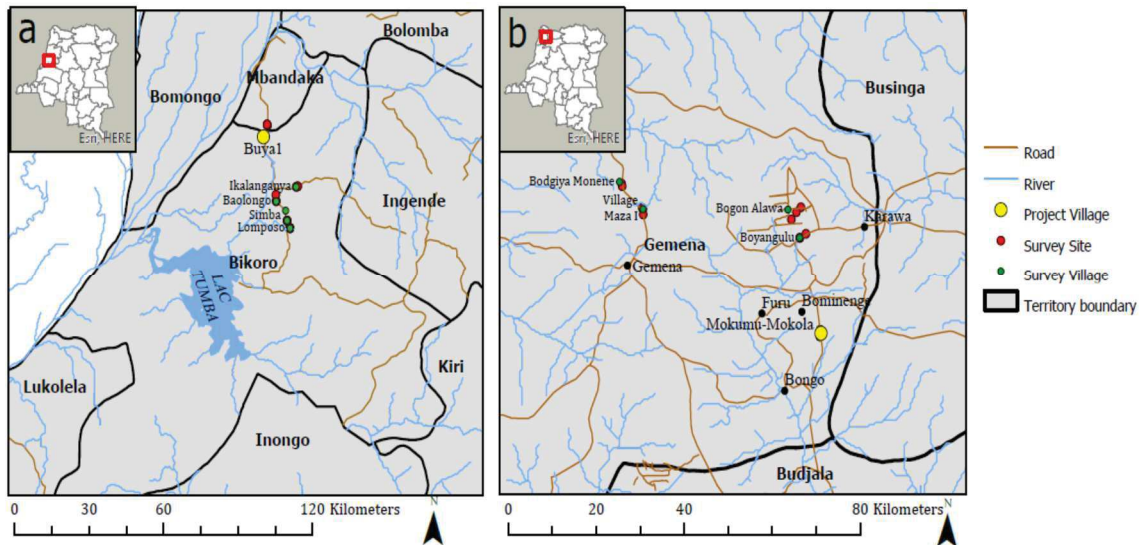 a
Esri, HERE
Bolomba
Mbandaka
Bomongo
Buya1
Ikalanganya
Baolongo
Simba
Lomposo
Ingende
Bikoro
LAC
TUMBA
Kiri
Lukolela
Inongo
0 30 60 120 Kilometers
N
b
Esri, HERE
Businga
Bodgiya Monene
Village
Maza I
Bogon Alawa
Karawa
Boyangulu
Gemena
Gemena
Furu
Bominenge
Mokumu-Mokola
Bongo
Budjala
0 20 40 80 Kilometers
N
Road
River
Project Village
Survey Site
Survey Village
Territory boundary